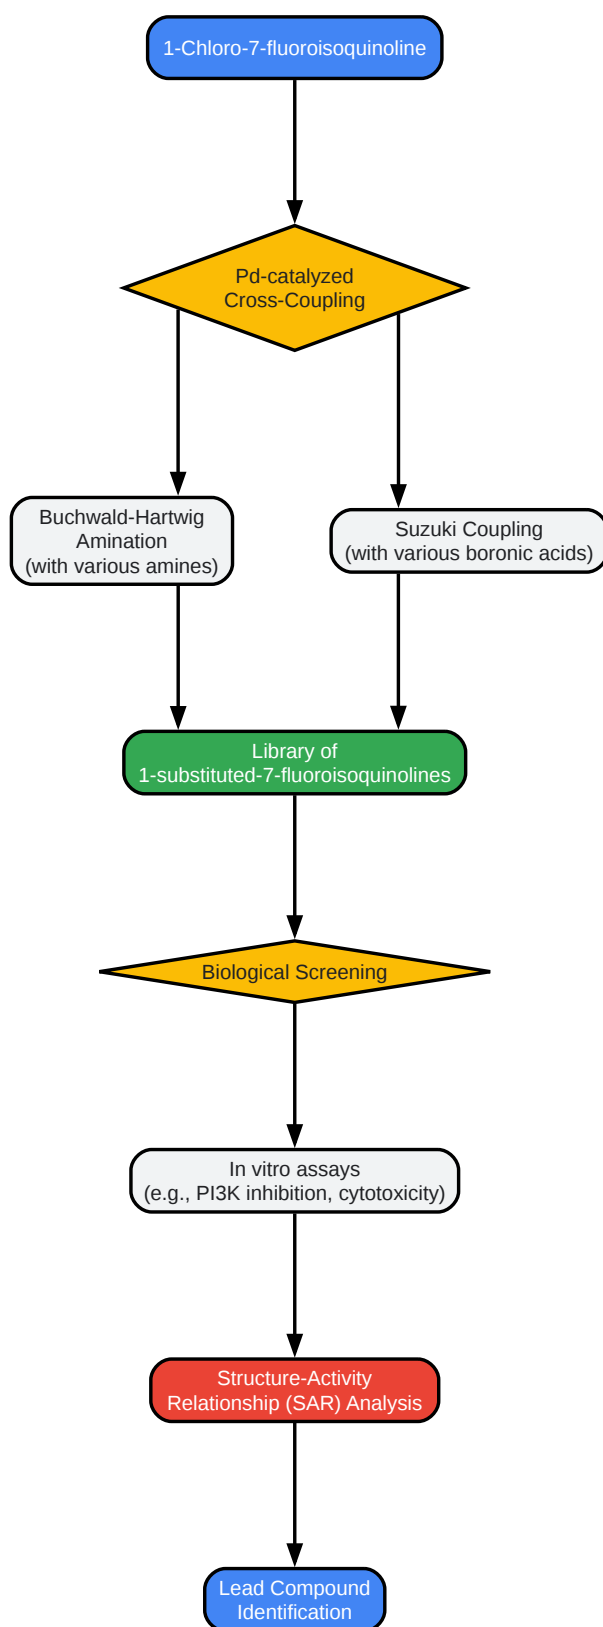 1-Chloro-7-fluoroisoquinoline
Pd-catalyzed
Cross-Coupling
Buchwald-Hartwig
Amination
(with various amines)
Suzuki Coupling
(with various boronic acids)
Library of
1-substituted-7-fluoroisoquinolines
Biological Screening
In vitro assays
(e.g., PI3K inhibition, cytotoxicity)
Structure-Activity
Relationship (SAR) Analysis
Lead Compound
Identification